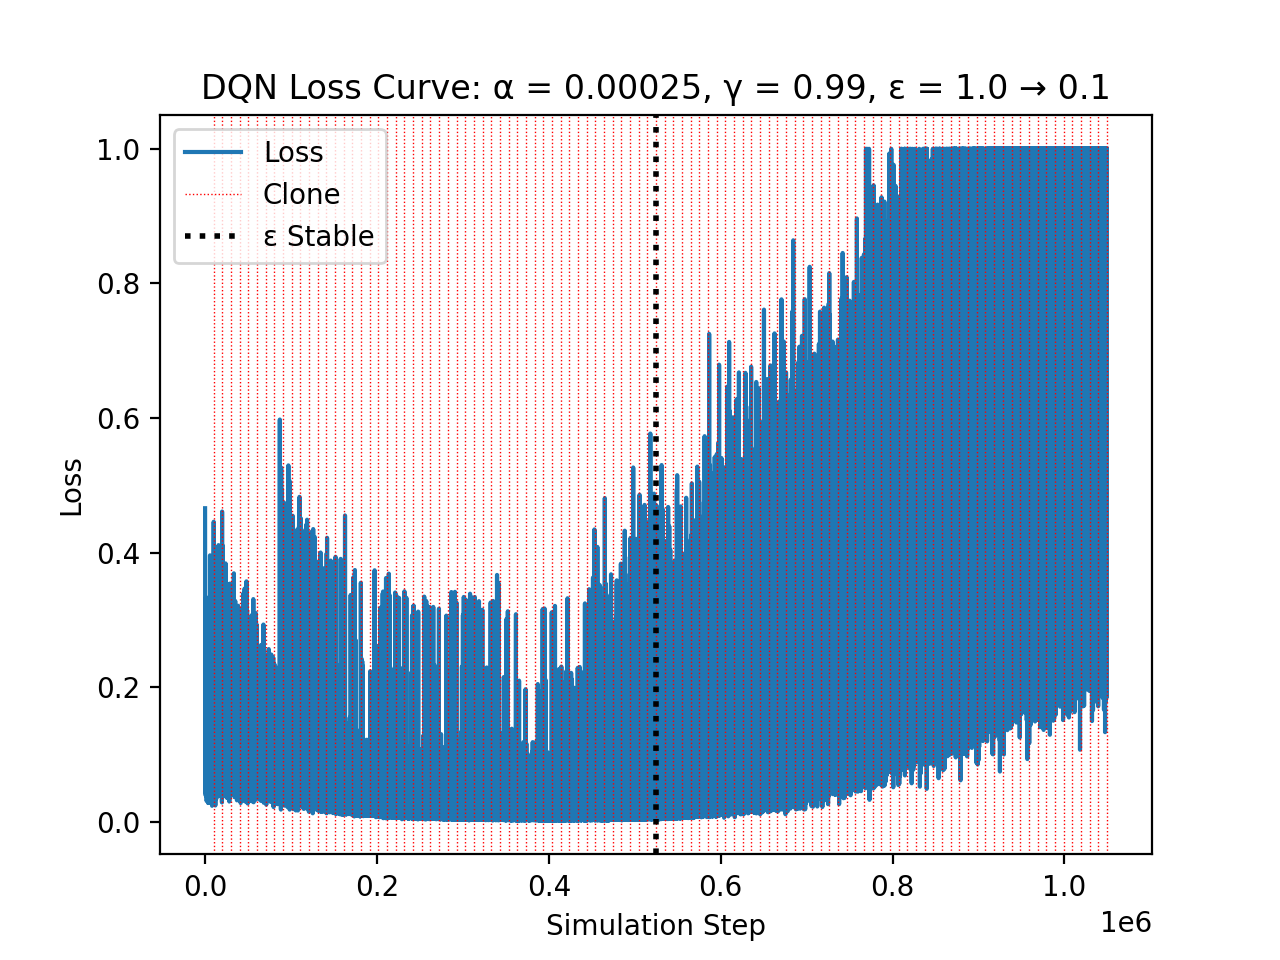 DQN Loss Curve: α = 0.00025, γ = 0.99, ε = 1.0 → 0.1
Loss
Clone
ε Stable
1.0
0.8
0.6
0.4
0.2
0.0
Loss
0.0 0.2 0.4 0.6 0.8 1.0
1e6
Simulation Step